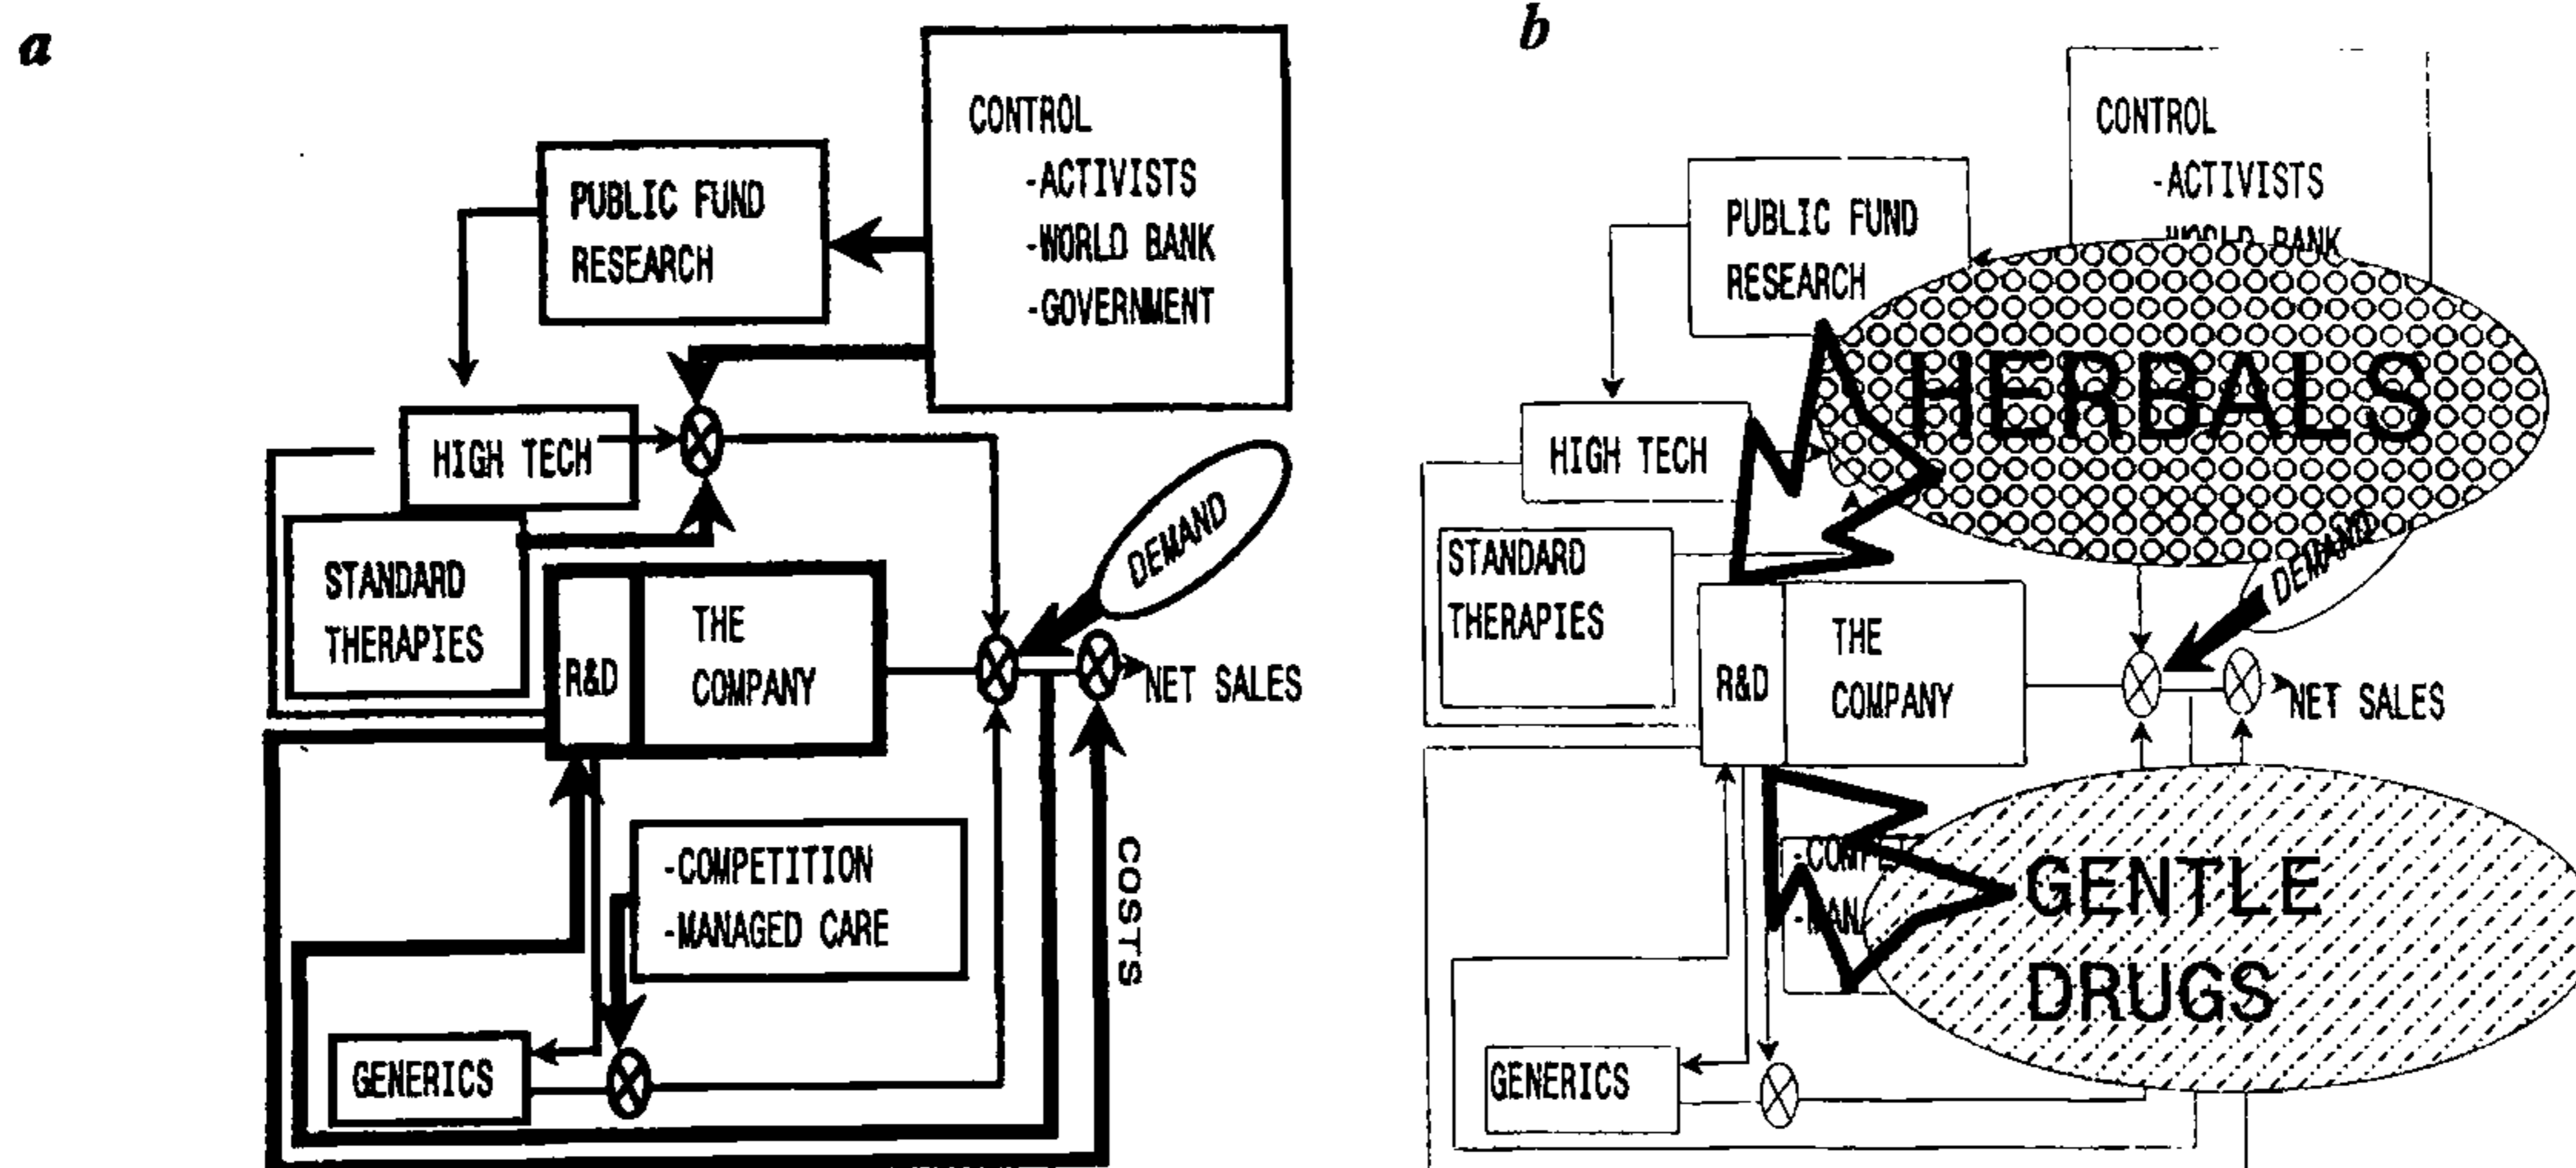 a
CONTROL
-ACTIVISTS
-WORLD BANK
-GOVERNMENT
PUBLIC FUND
RESEARCH
HIGH TECH
STANDARD
THERAPIES
DEMAND
R&D
THE
COMPANY
NET SALES
-COMPETITION
-MANAGED CARE
COSTS
GENERICS
b
CONTROL
-ACTIVISTS
-WORLD BANK
PUBLIC FUND
RESEARCH
HERBALS
HIGH TECH
STANDARD
THERAPIES
DEMAND
R&D
THE
COMPANY
NET SALES
GENTLE
DRUGS
GENERICS